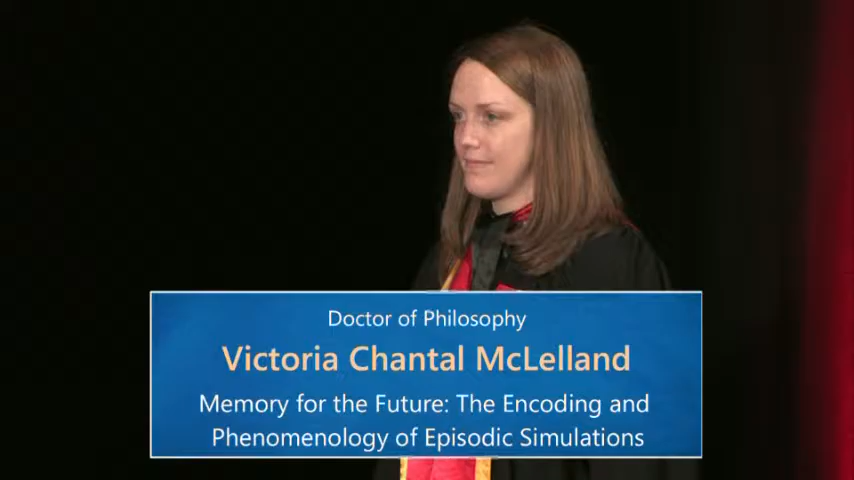 Doctor of Philosophy
Victoria Chantal McLelland
Memory for the Future: The Encoding and
Phenomenology of Episodic Simulations